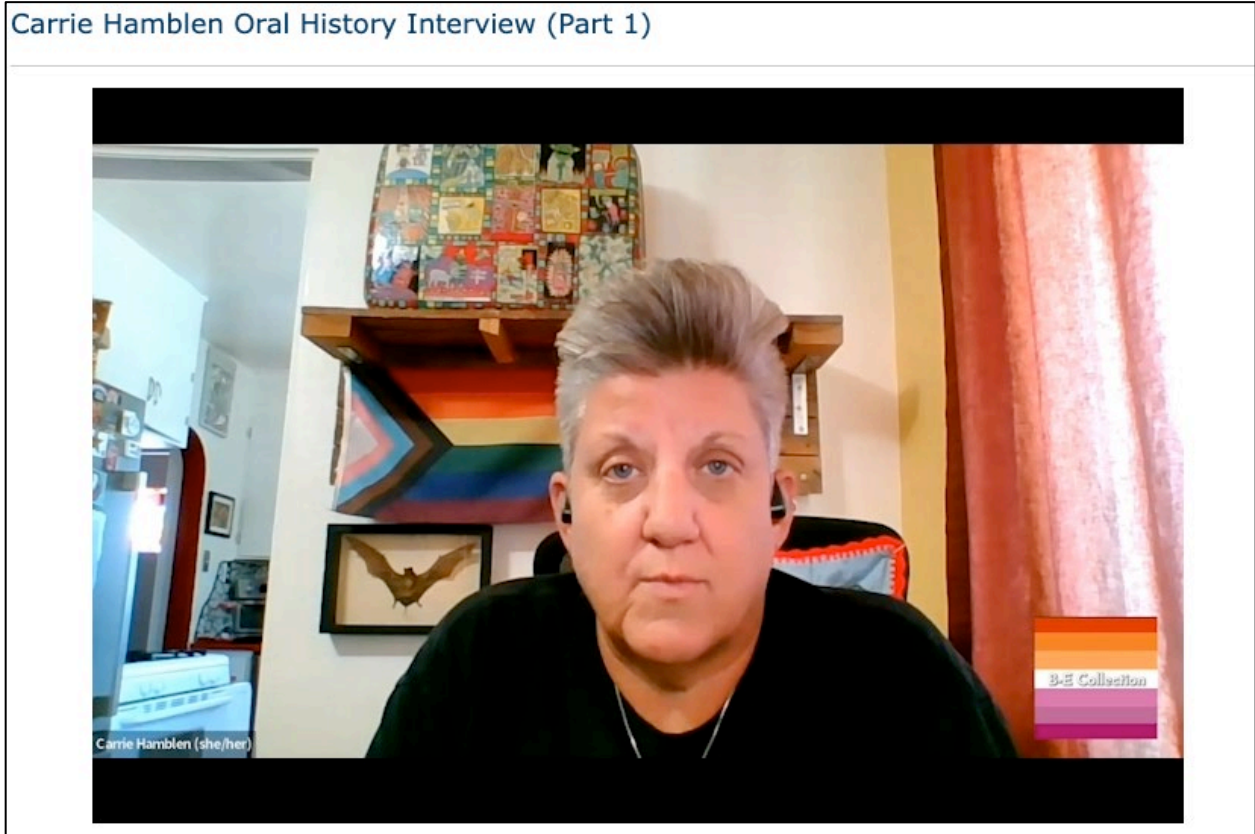 Carrie Hamblen Oral History Interview (Part 1)
B-E Collection
Carrie Hamblen (she/her)